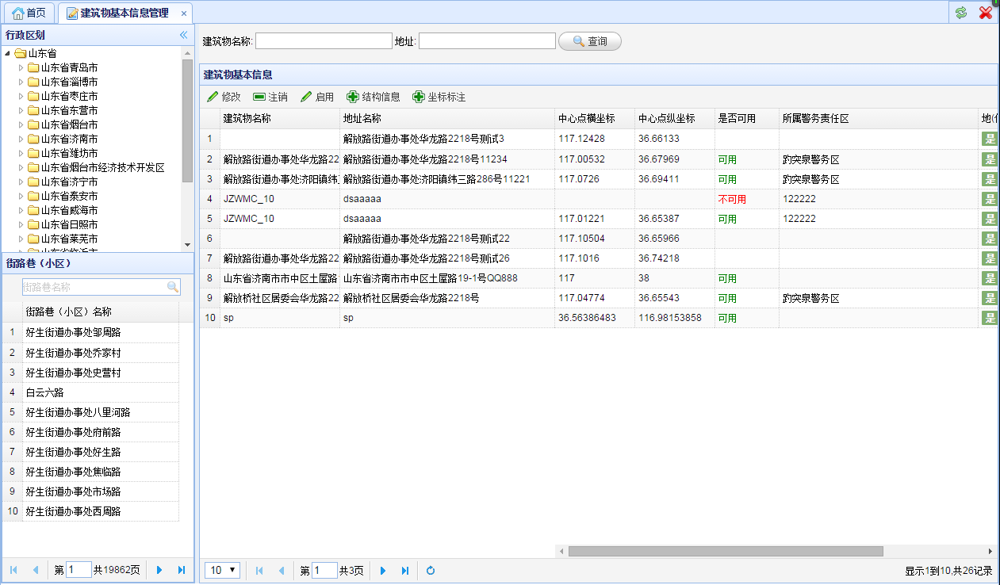 首页
建筑物基本信息管理
行政区划
山东省
山东省青岛市
山东省淄博市
山东省枣庄市
山东省东营市
山东省烟台市
山东省济南市
山东省潍坊市
山东省烟台市经济技术开发区
山东省济宁市
山东省泰安市
山东省威海市
山东省日照市
山东省莱芜市
街路巷（小区）
街路巷名称
街路巷（小区）名称
1 好生街道办事处邹周路
2 好生街道办事处乔家村
3 好生街道办事处史营村
4 白云六路
5 好生街道办事处八里河路
6 好生街道办事处府前路
7 好生街道办事处好生路
8 好生街道办事处焦临路
9 好生街道办事处市场路
10 好生街道办事处西周路
第 1 共19862页
建筑物名称: 地址: 查询
建筑物基本信息
修改 注销 启用 结构信息 坐标标注
建筑物名称 地址名称 中心点横坐标 中心点纵坐标 是否可用 所属警务责任区 地(
1 解放路街道办事处华龙路2218号测试3 117.12428 36.66133 是
2 解放路街道办事处华龙路22 解放路街道办事处华龙路2218号11234 117.00532 36.67969 可用 趵突泉警务区 是
3 解放路街道办事处济阳镇纬三 解放路街道办事处济阳镇纬三路286号11221 117.0726 36.69411 可用 趵突泉警务区 是
4 JZWMC_10 dsaaaaa 不可用 122222 是
5 JZWMC_10 dsaaaaa 117.01221 36.65387 可用 122222 是
6 解放路街道办事处华龙路2218号测试22 117.10504 36.65966 是
7 解放路街道办事处华龙路22 解放路街道办事处华龙路2218号测试26 117.1016 36.74218 是
8 山东省济南市市中区土屋路 山东省济南市市中区土屋路19-1号QQ888 117 38 可用 是
9 解放桥社区居委会华龙路22 解放桥社区居委会华龙路2218号 117.04774 36.65543 可用 趵突泉警务区 是
10 sp sp 36.56386483 116.98153858 可用 是
10 第 1 共3页 显示1到10,共26记录